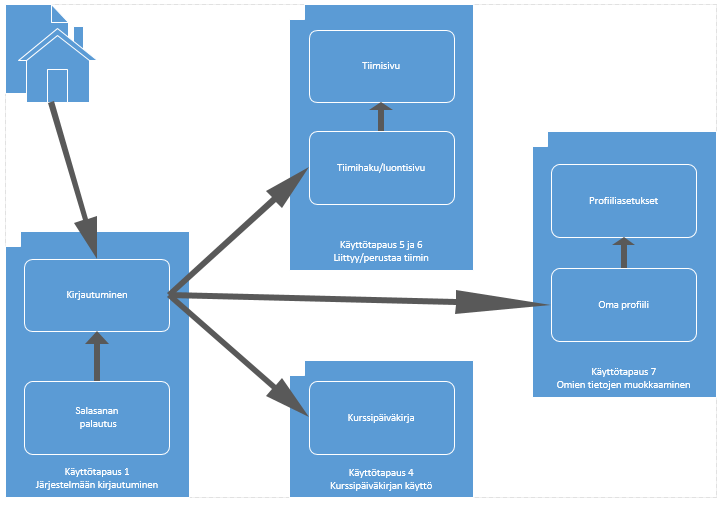 Tiimisivu
Tiimihaku/luontisivu
Käyttötapaus 5 ja 6
Liittyy/perustaa tiimin
Profiiliasetukset
Oma profiili
Käyttötapaus 7
Omien tietojen muokkaaminen
Kirjautuminen
Salasanan
palautus
Käyttötapaus 1
Järjestelmään kirjautuminen
Kurssipäiväkirja
Käyttötapaus 4
Kurssipäiväkirjan käyttö